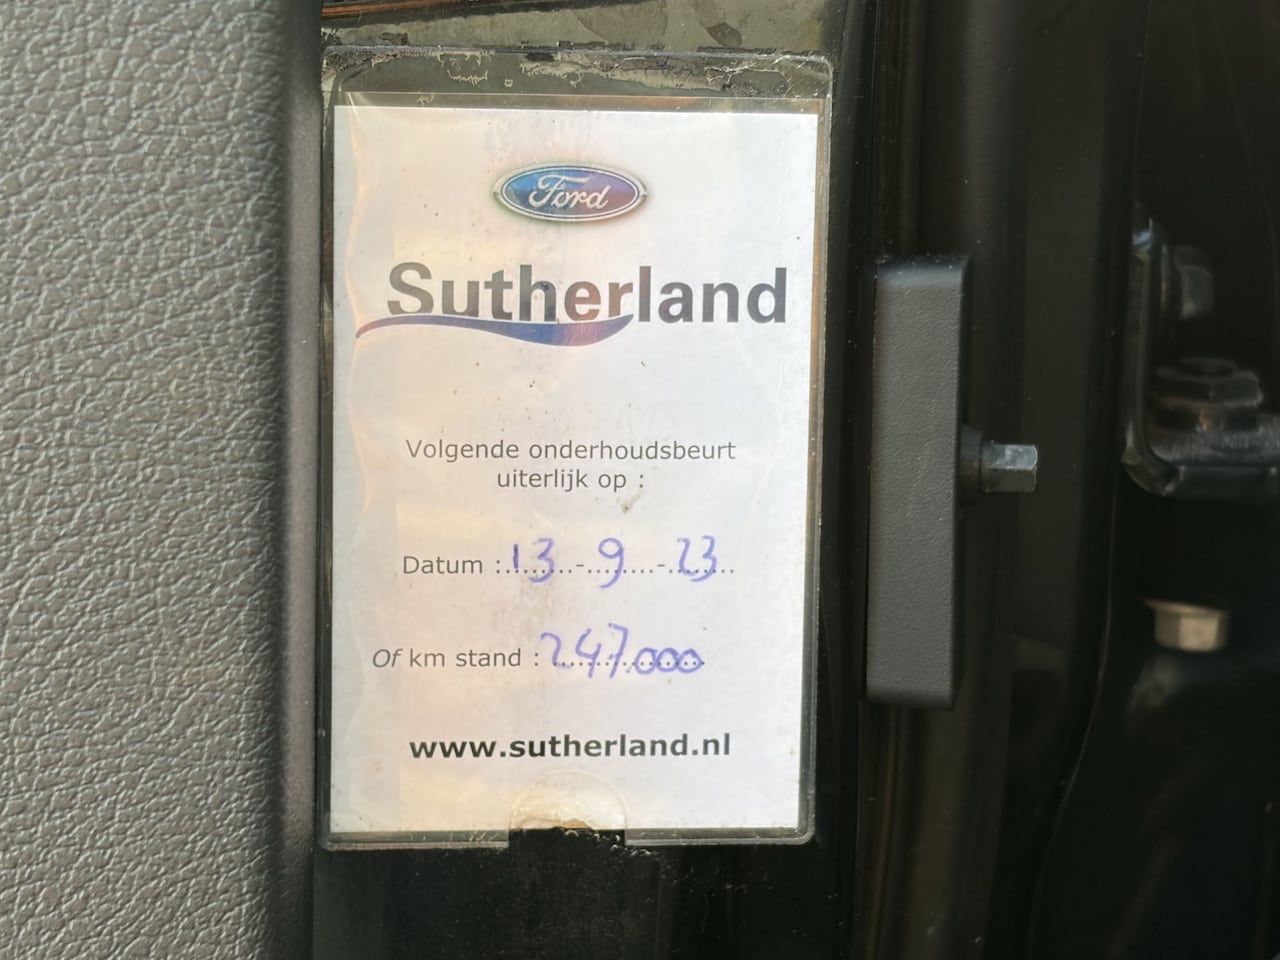 Ford
Sutherland
Volgende onderhoudsbeurt
uiterlijk op :
Datum : 13 - 9 - 23
Of km stand : 247.000
www.sutherland.nl